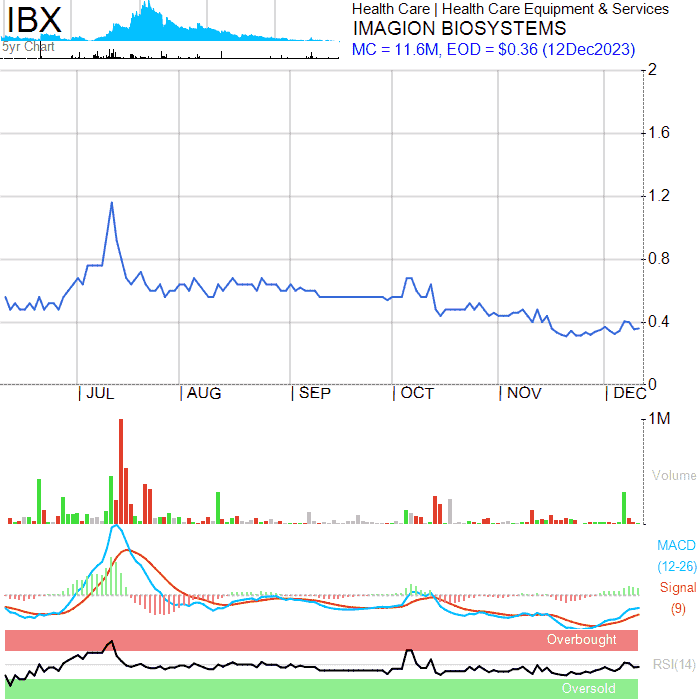 IBX
5yr Chart
Health Care | Health Care Equipment & Services
IMAGION BIOSYSTEMS
MC = 11.6M, EOD = $0.36 (12Dec2023)
2
1.6
1.2
0.8
0.4
0
| JUL | AUG | SEP | OCT | NOV | DEC
1M
Volume
MACD
(12-26)
Signal
(9)
Overbought
RSI(14)
Oversold